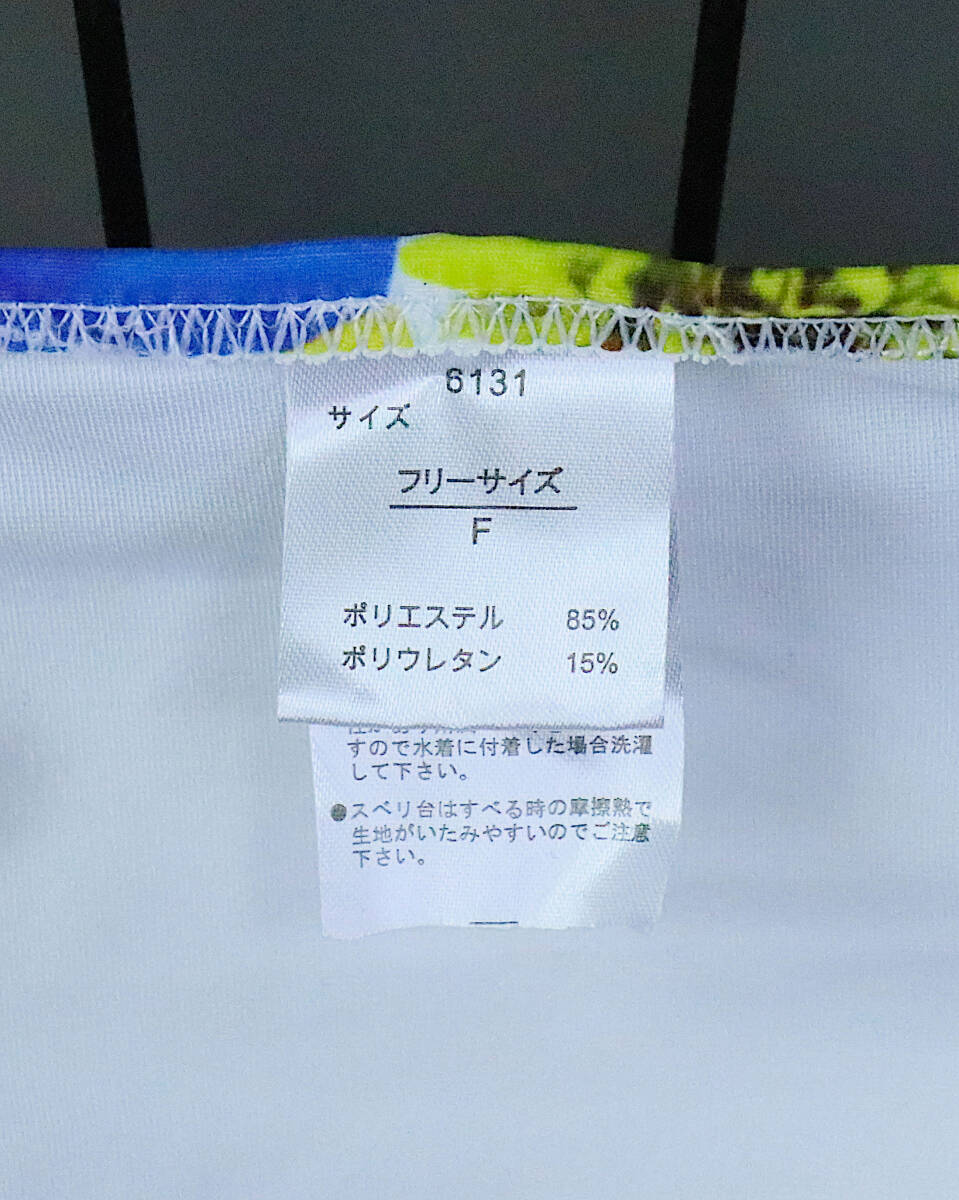 6131
サイズ
フリーサイズ
F
ポリエステル 85%
ポリウレタン 15%
すので水着に付着した場合洗濯
して下さい。
●スベリ台はすべる時の摩擦熱で
生地がいたみやすいのでご注意
下さい。